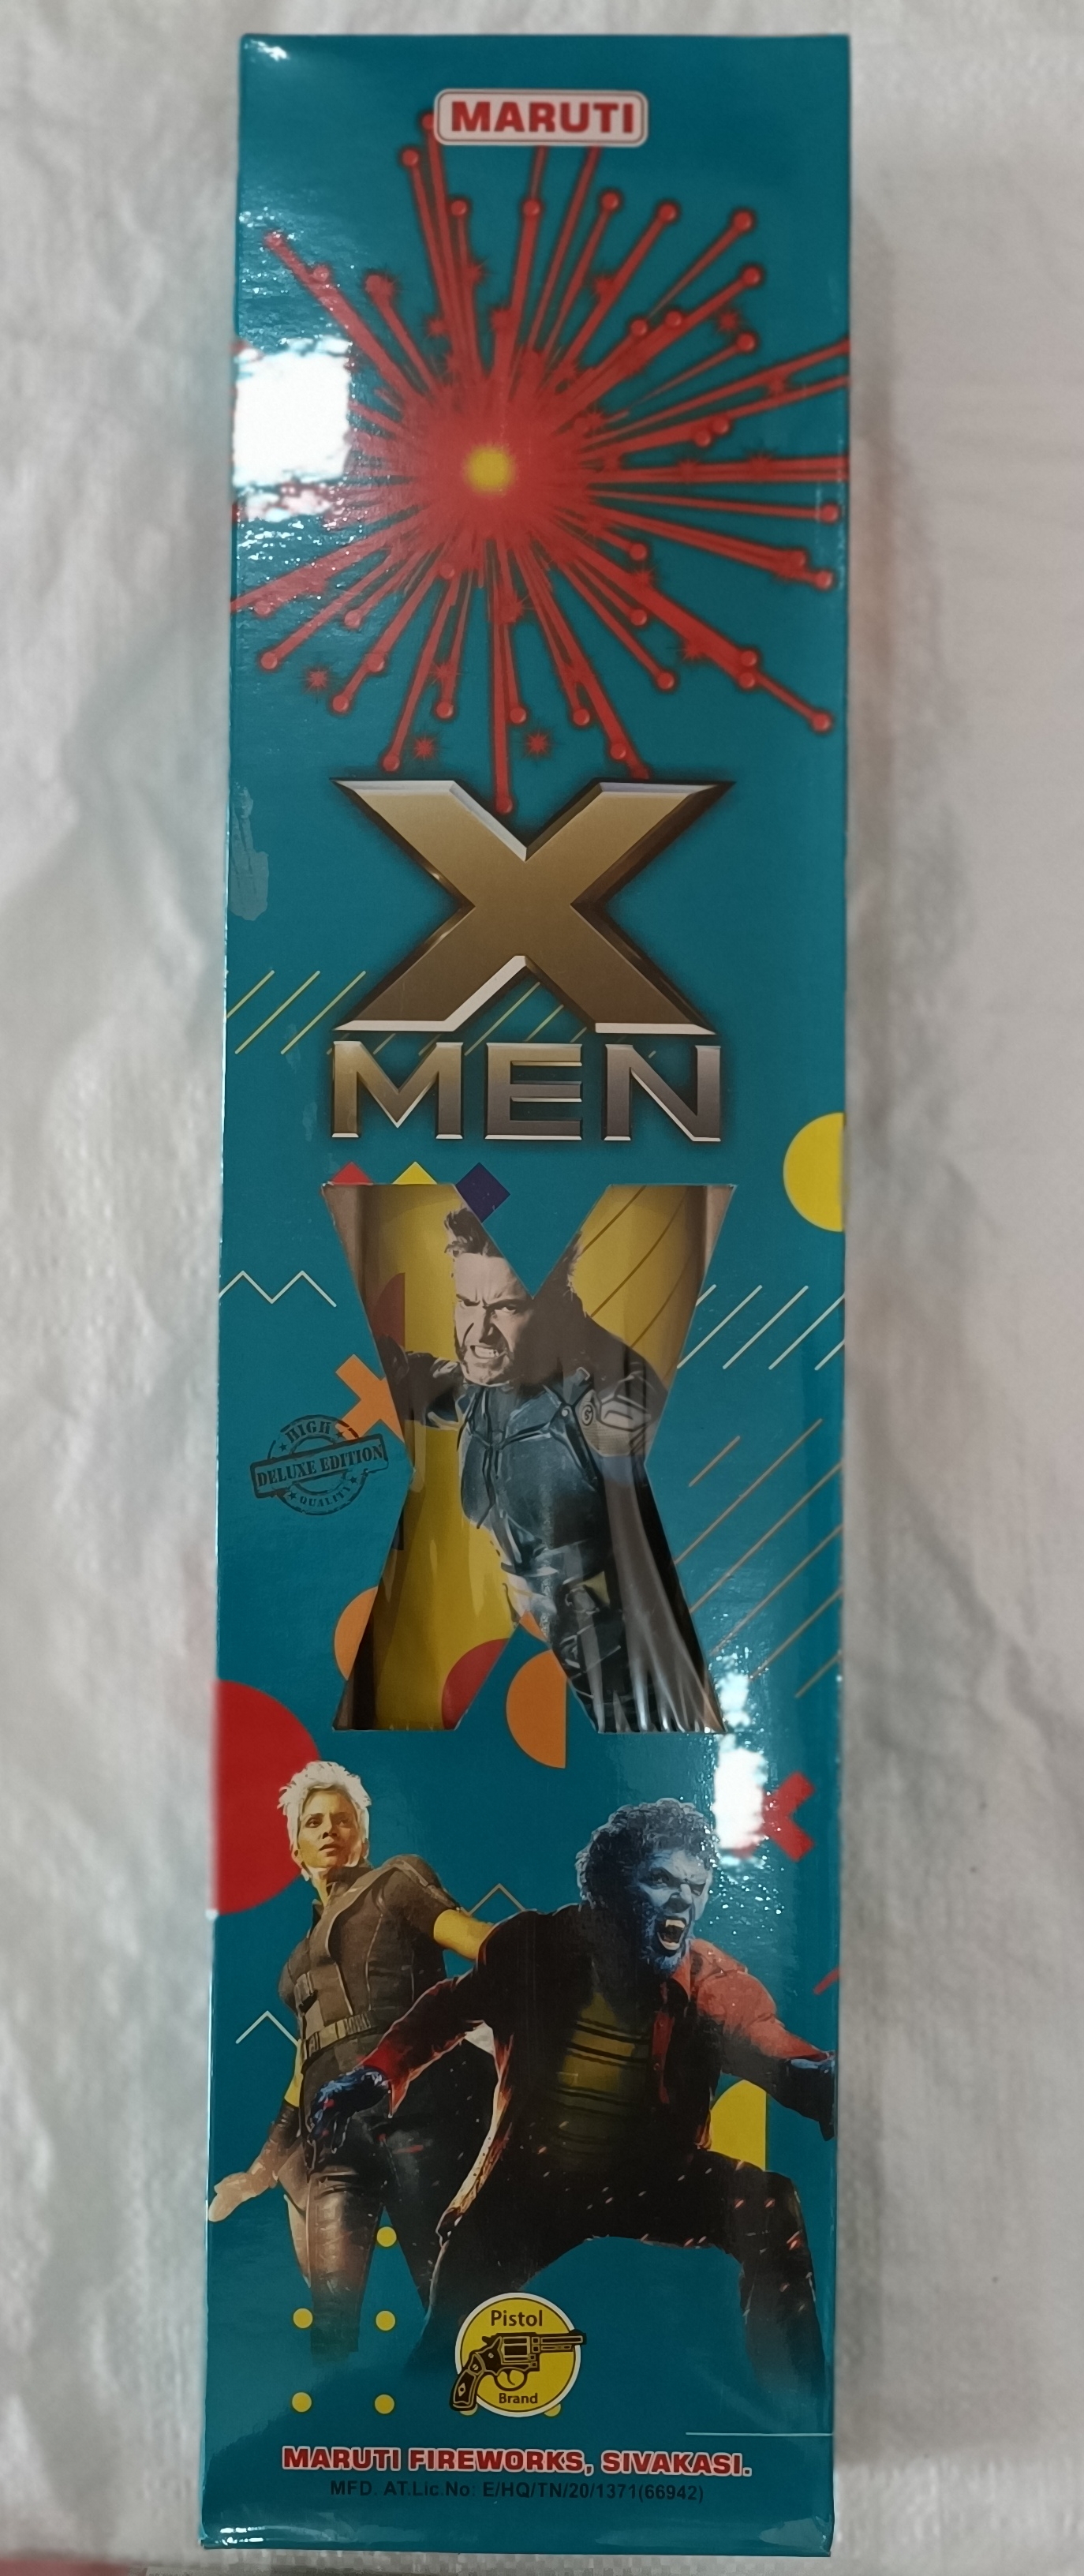 MARUTI
X
MEN
HIGH
DELUXE EDITION
QUALITY
Pistol
Brand
MARUTI FIREWORKS, SIVAKASI.
MFD. AT.Lic.No: E/HQ/TN/20/1371(66942)